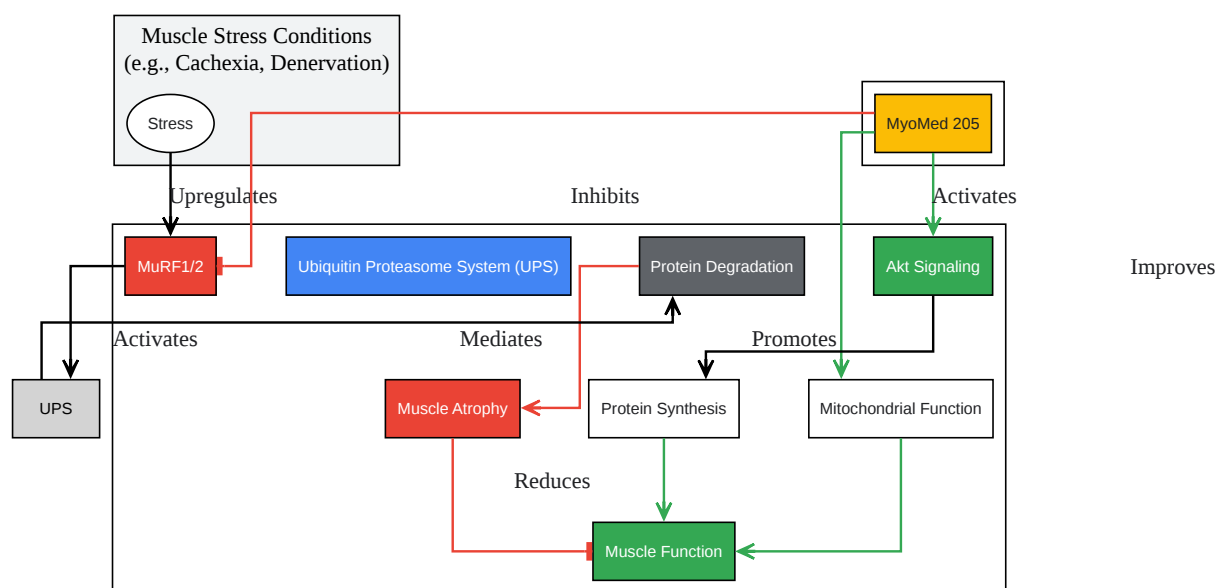 Muscle Stress Conditions
(e.g., Cachexia, Denervation)
Stress
MyoMed 205
Upregulates
Inhibits
Activates
MuRF1/2
Ubiquitin Proteasome System (UPS)
Protein Degradation
Akt Signaling
Improves
Activates
Mediates
Promotes
UPS
Muscle Atrophy
Protein Synthesis
Mitochondrial Function
Reduces
Muscle Function